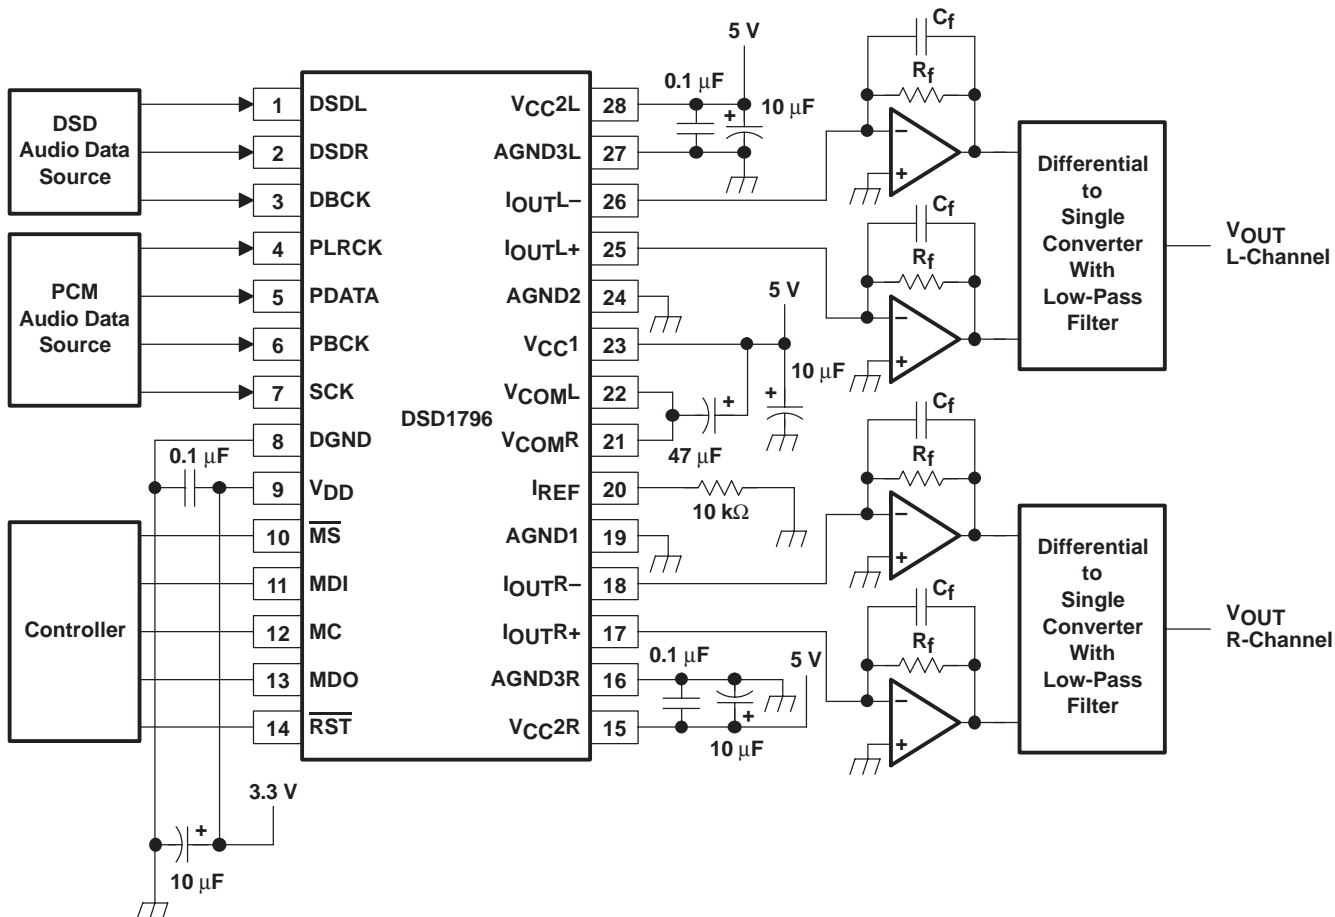 DSD
Audio Data
Source
PCM
Audio Data
Source
Controller
1 DSDL
2 DSDR
3 DBCK
4 PLRCK
5 PDATA
6 PBCK
7 SCK
8 DGND
9 VDD
10 MS
11 MDI
12 MC
13 MDO
14 RST
0.1 μF
3.3 V
+
10 μF
DSD1796
VCC2L 28
AGND3L 27
IOUTL– 26
IOUTL+ 25
AGND2 24
VCC1 23
VCOML 22
VCOMR 21
IREF 20
AGND1 19
IOUTR– 18
IOUTR+ 17
AGND3R 16
VCC2R 15
5 V
0.1 μF
+
10 μF
5 V
10 μF
+
+
47 μF
10 kΩ
0.1 μF
5 V
+
10 μF
Cf
Rf
–
+
Cf
Rf
–
+
Cf
Rf
–
+
Cf
Rf
–
+
Differential
to
Single
Converter
With
Low-Pass
Filter
VOUT
L-Channel
Differential
to
Single
Converter
With
Low-Pass
Filter
VOUT
R-Channel